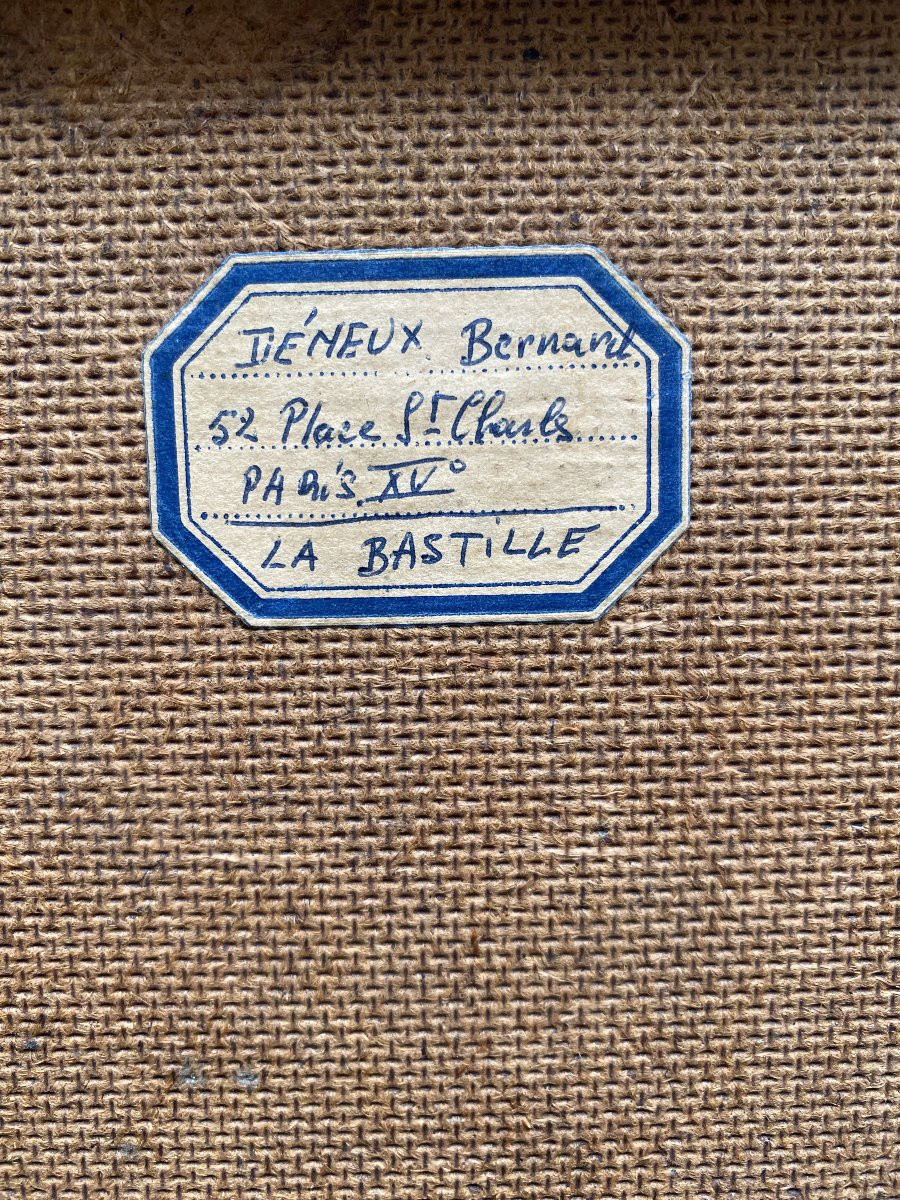 DÉNEUX Bernard
52 Place St Charles
PARIS XV°
LA BASTILLE